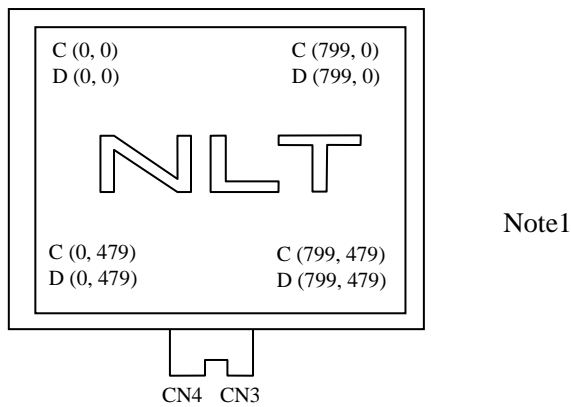 C (0, 0) C (799, 0)
D (0, 0) D (799, 0)
NLT
Note1
C (0, 479) C (799, 479)
D (0, 479) D (799, 479)
CN4 CN3